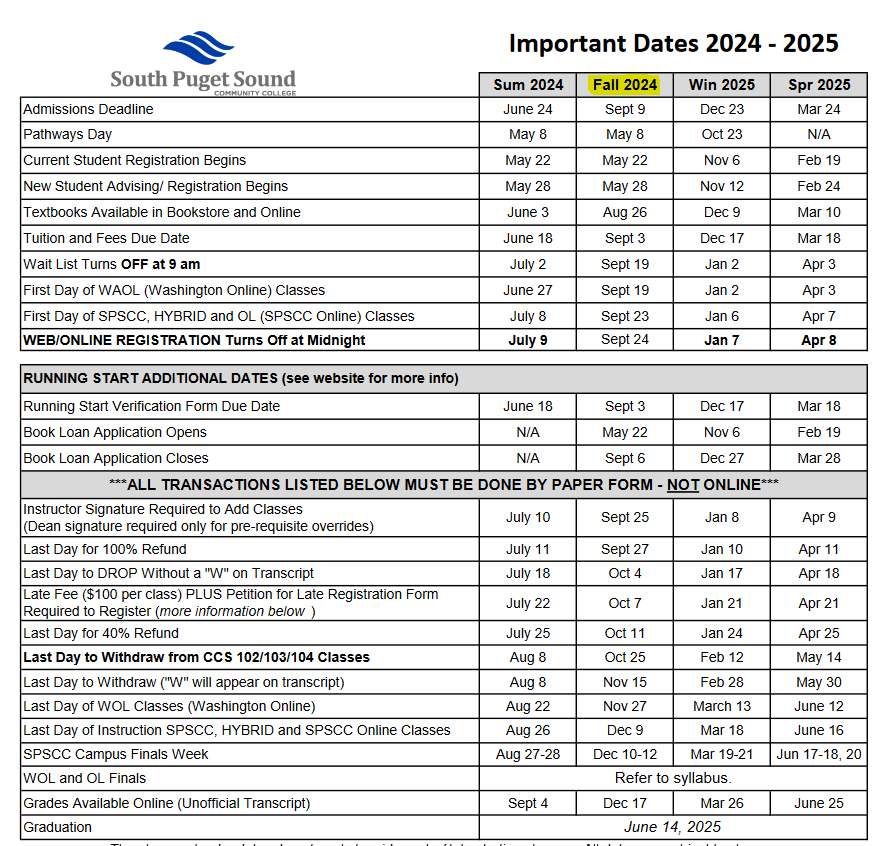 Important Dates 2024 - 2025
South Puget Sound
COMMUNITY COLLEGE
Sum 2024 Fall 2024 Win 2025 Spr 2025
Admissions Deadline June 24 Sept 9 Dec 23 Mar 24
Pathways Day May 8 May 8 Oct 23 N/A
Current Student Registration Begins May 22 May 22 Nov 6 Feb 19
New Student Advising/ Registration Begins May 28 May 28 Nov 12 Feb 24
Textbooks Available in Bookstore and Online June 3 Aug 26 Dec 9 Mar 10
Tuition and Fees Due Date June 18 Sept 3 Dec 17 Mar 18
Wait List Turns OFF at 9 am July 2 Sept 19 Jan 2 Apr 3
First Day of WAOL (Washington Online) Classes June 27 Sept 19 Jan 2 Apr 3
First Day of SPSCC, HYBRID and OL (SPSCC Online) Classes July 8 Sept 23 Jan 6 Apr 7
WEB/ONLINE REGISTRATION Turns Off at Midnight July 9 Sept 24 Jan 7 Apr 8
RUNNING START ADDITIONAL DATES (see website for more info)
Running Start Verification Form Due Date June 18 Sept 3 Dec 17 Mar 18
Book Loan Application Opens N/A May 22 Nov 6 Feb 19
Book Loan Application Closes N/A Sept 6 Dec 27 Mar 28
***ALL TRANSACTIONS LISTED BELOW MUST BE DONE BY PAPER FORM - NOT ONLINE***
Instructor Signature Required to Add Classes
(Dean signature required only for pre-requisite overrides) July 10 Sept 25 Jan 8 Apr 9
Last Day for 100% Refund July 11 Sept 27 Jan 10 Apr 11
Last Day to DROP Without a "W" on Transcript July 18 Oct 4 Jan 17 Apr 18
Late Fee ($100 per class) PLUS Petition for Late Registration Form
Required to Register (more information below ) July 22 Oct 7 Jan 21 Apr 21
Last Day for 40% Refund July 25 Oct 11 Jan 24 Apr 25
Last Day to Withdraw from CCS 102/103/104 Classes Aug 8 Oct 25 Feb 12 May 14
Last Day to Withdraw ("W" will appear on transcript) Aug 8 Nov 15 Feb 28 May 30
Last Day of WOL Classes (Washington Online) Aug 22 Nov 27 March 13 June 12
Last Day of Instruction SPSCC, HYBRID and SPSCC Online Classes Aug 26 Dec 9 Mar 18 June 16
SPSCC Campus Finals Week Aug 27-28 Dec 10-12 Mar 19-21 Jun 17-18, 20
WOL and OL Finals Refer to syllabus.
Grades Available Online (Unofficial Transcript) Sept 4 Dec 17 Mar 26 June 25
Graduation June 14, 2025